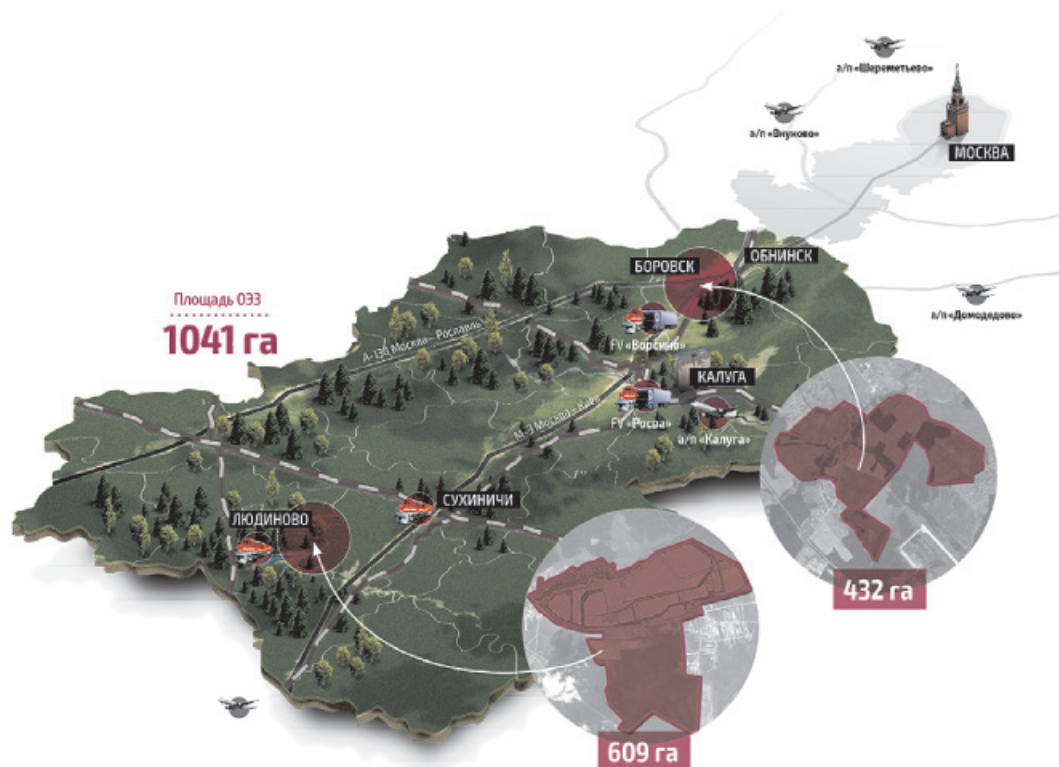 а/п «Шереметьево»
а/п «Внуково»
МОСКВА
ОБНИНСК
БОРОВСК
Площадь ОЭЗ
1041 га
а/п «Домодедово»
FV «Ворсино»
А-130 Москва - Рославль
КАЛУГА
FV «Росва»
а/п «Калуга»
М-3 Москва - Киев
СУХИНИЧИ
ЛЮДИНОВО
432 га
609 га